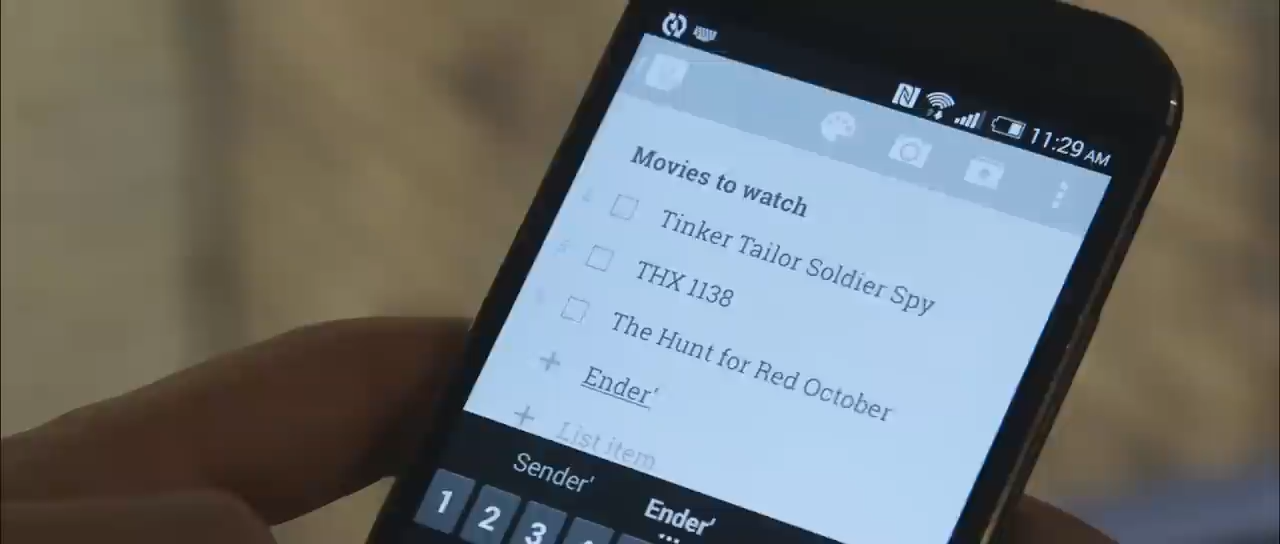 11:29 AM
Movies to watch
Tinker Tailor Soldier Spy
THX 1138
The Hunt for Red October
Ender'
List item
Sender'
Ender'
...
1 2 3